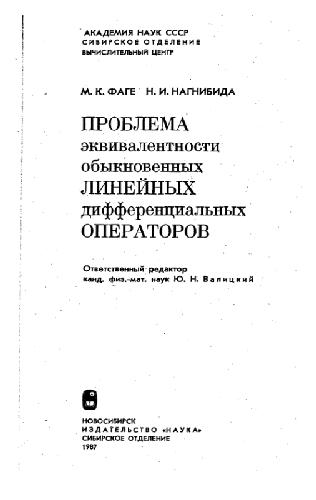 АКАДЕМИЯ НАУК СССР
СИБИРСКОЕ ОТДЕЛЕНИЕ
ВЫЧИСЛИТЕЛЬНЫЙ ЦЕНТР
М. К. ФАГЕ Н. И. НАГНИБИДА
ПРОБЛЕМА
эквивалентности
обыкновенных
ЛИНЕЙНЫХ
дифференциальных
ОПЕРАТОРОВ
Ответственный редактор
канд. физ.-мат. наук Ю. Н. Валицкий
НОВОСИБИРСК
ИЗДАТЕЛЬСТВО «НАУКА»
СИБИРСКОЕ ОТДЕЛЕНИЕ
1987